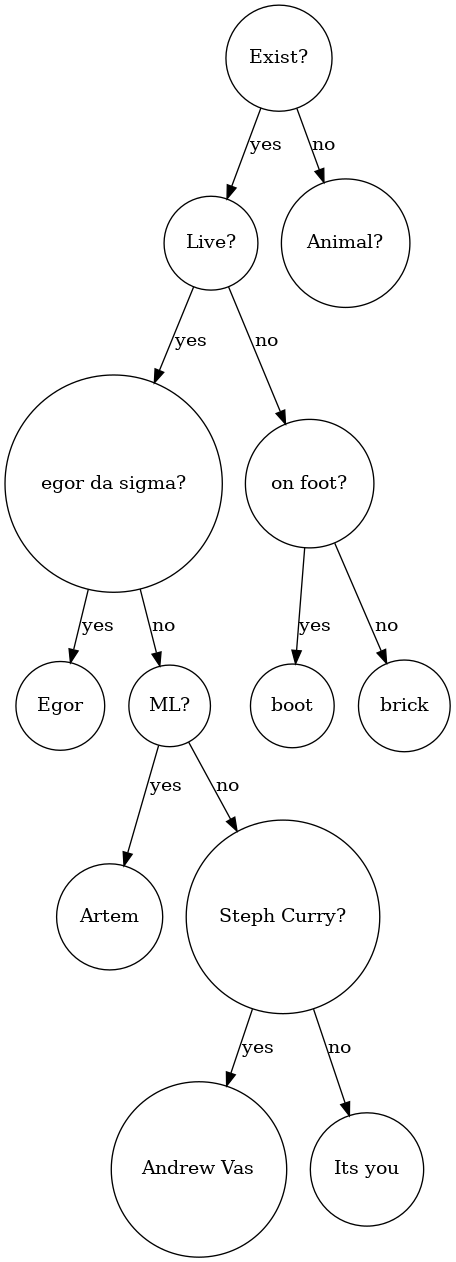 Exist?
yes no
Live? Animal?
yes no
egor da sigma? on foot?
yes no yes no
Egor ML? boot brick
yes no
Artem Steph Curry?
yes no
Andrew Vas Its you